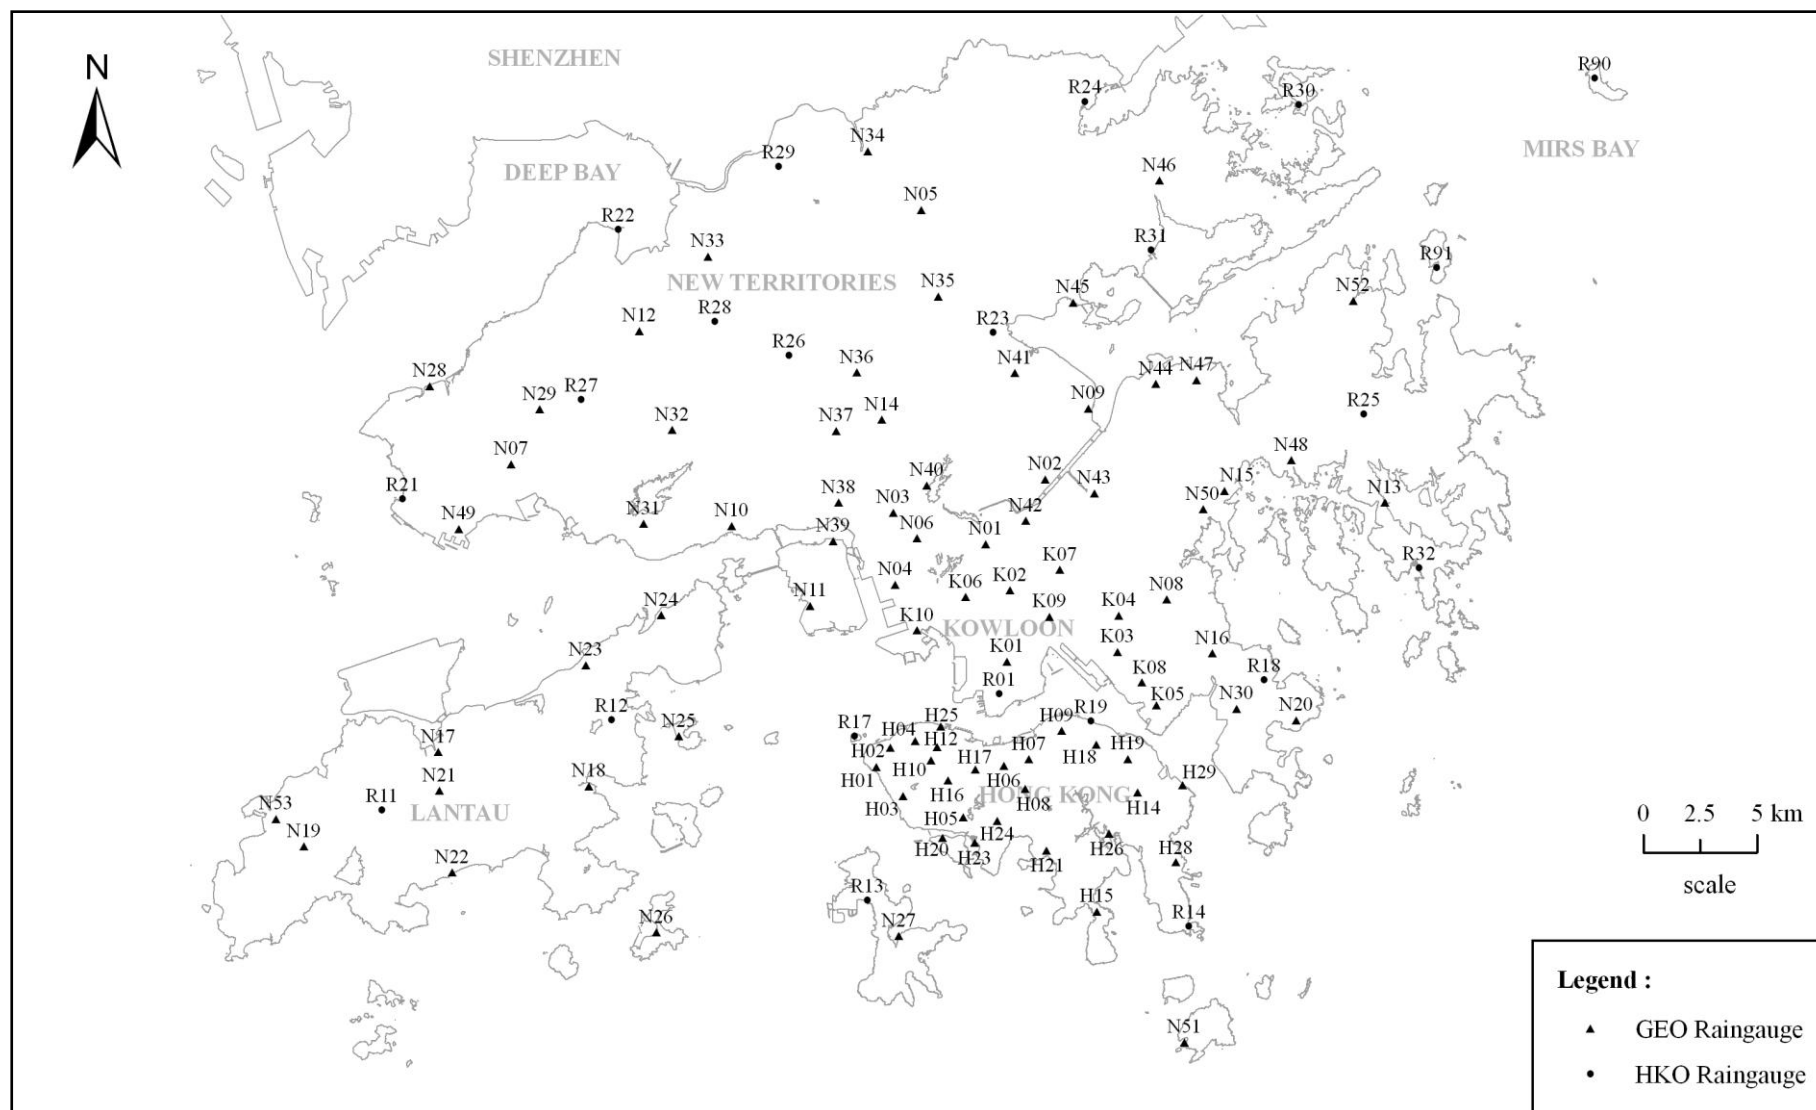 SHENZHEN
N
R90
R24
R30
N34
MIRS BAY
R29
DEEP BAY
N46
N05
R22
N33
R31
R91
NEW TERRITORIES
N35
N45
N52
R28
N12
R23
R26
N36
N41
N28
N44
N47
R27
N29
N09
R25
N14
N32
N37
N07
N48
N02
N40
N43
N15
R21
N38
N03
N50
N13
N49
N31
N10
N42
N39
N06
N01
K07
R32
N04
K06
K02
N08
N11
N24
K09
K04
K10
KOWLOON
N23
K01
K03
N16
K08
R18
R01
K05
N30
R12
N20
N25
R17
H04
H25
H09
R19
N17
H02
H12
H07
H18
H19
H10
H17
N21
N18
H01
H06
H29
R11
H16
HONG KONG
N53
H03
H08
H14
0 2.5 5 km
LANTAU
H05
H24
N19
H20
H23
H26
H28
N22
H21
scale
R13
H15
N26
N27
R14
Legend :
N51
GEO Raingauge
HKO Raingauge